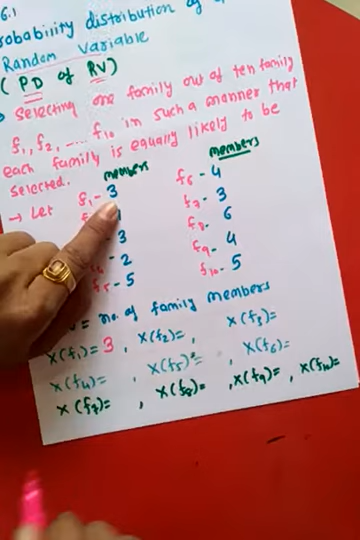 6.1
Probability distribution of
Random variable
(PD of RV)
Selecting one family out of ten family
f₁, f₂, .... f₁₀ in such a manner that
each family is equally likely to be
selected.
members
members
→ Let f₁ - 3
f₆ - 4
f₇ - 3
3
f₈ - 6
- 2
f₉ - 4
f₅ - 5
f₁₀ - 5
= no. of family members
X(f₁) = 3, X(f₂)=, X(f₃)=
X(f₄)= X(f₅)= X(f₆)=
X(f₇)= , X(f₈)= , X(f₉)= , X(f₁₀)=